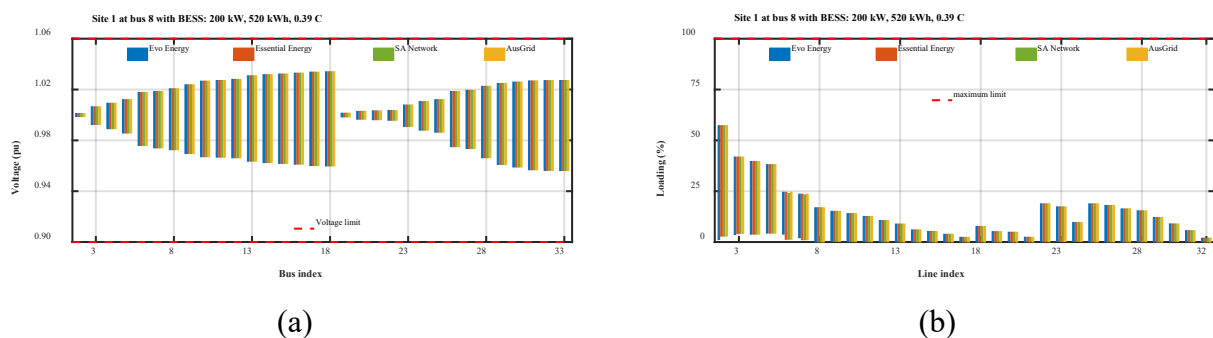 Site 1 at bus 8 with BESS: 200 kW, 520 kWh, 0.39 C
1.06
Evo Energy
Essential Energy
SA Network
AusGrid
1.02
0.98
0.94
0.90
Voltage (pu)
Voltage limit
3
8
13
18
23
28
33
Bus index
(a)
Site 1 at bus 8 with BESS: 200 kW, 520 kWh, 0.39 C
100
Evo Energy
Essential Energy
SA Network
AusGrid
75
50
25
0
Loading (%)
maximum limit
3
8
13
18
23
28
32
Line index
(b)